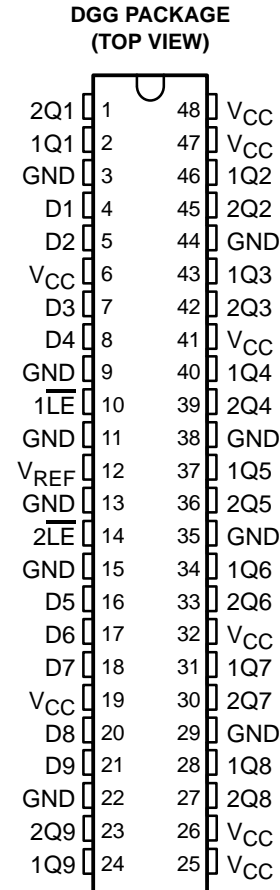 DGG PACKAGE
(TOP VIEW)
2Q1 1 48 VCC
1Q1 2 47 VCC
GND 3 46 1Q2
D1 4 45 2Q2
D2 5 44 GND
VCC 6 43 1Q3
D3 7 42 2Q3
D4 8 41 VCC
GND 9 40 1Q4
1L̅E̅ 10 39 2Q4
GND 11 38 GND
VREF 12 37 1Q5
GND 13 36 2Q5
2L̅E̅ 14 35 GND
GND 15 34 1Q6
D5 16 33 2Q6
D6 17 32 VCC
D7 18 31 1Q7
VCC 19 30 2Q7
D8 20 29 GND
D9 21 28 1Q8
GND 22 27 2Q8
2Q9 23 26 VCC
1Q9 24 25 VCC